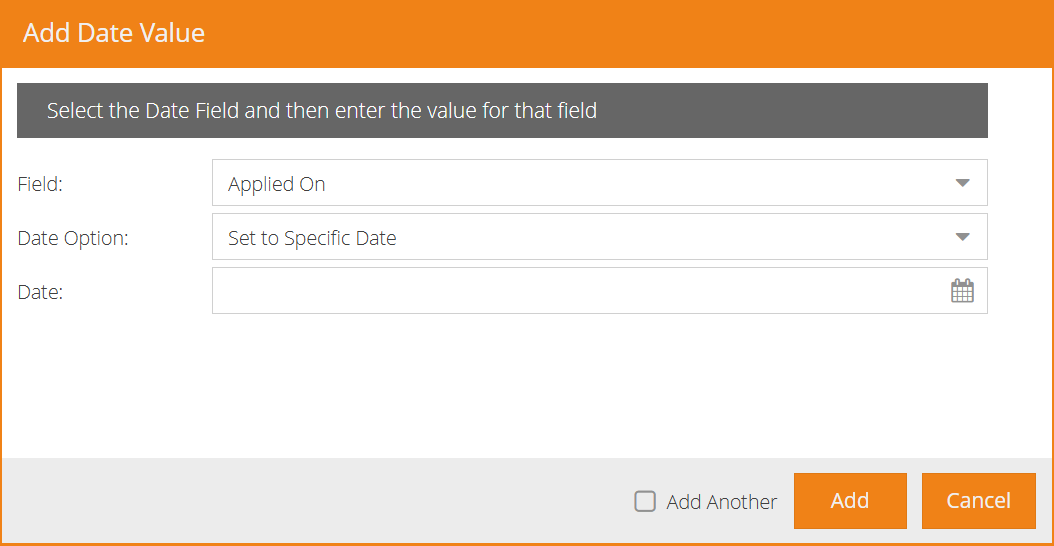 Add Date Value
Select the Date Field and then enter the value for that field
Field:
Applied On
Date Option:
Set to Specific Date
Date:
Add Another
Add
Cancel